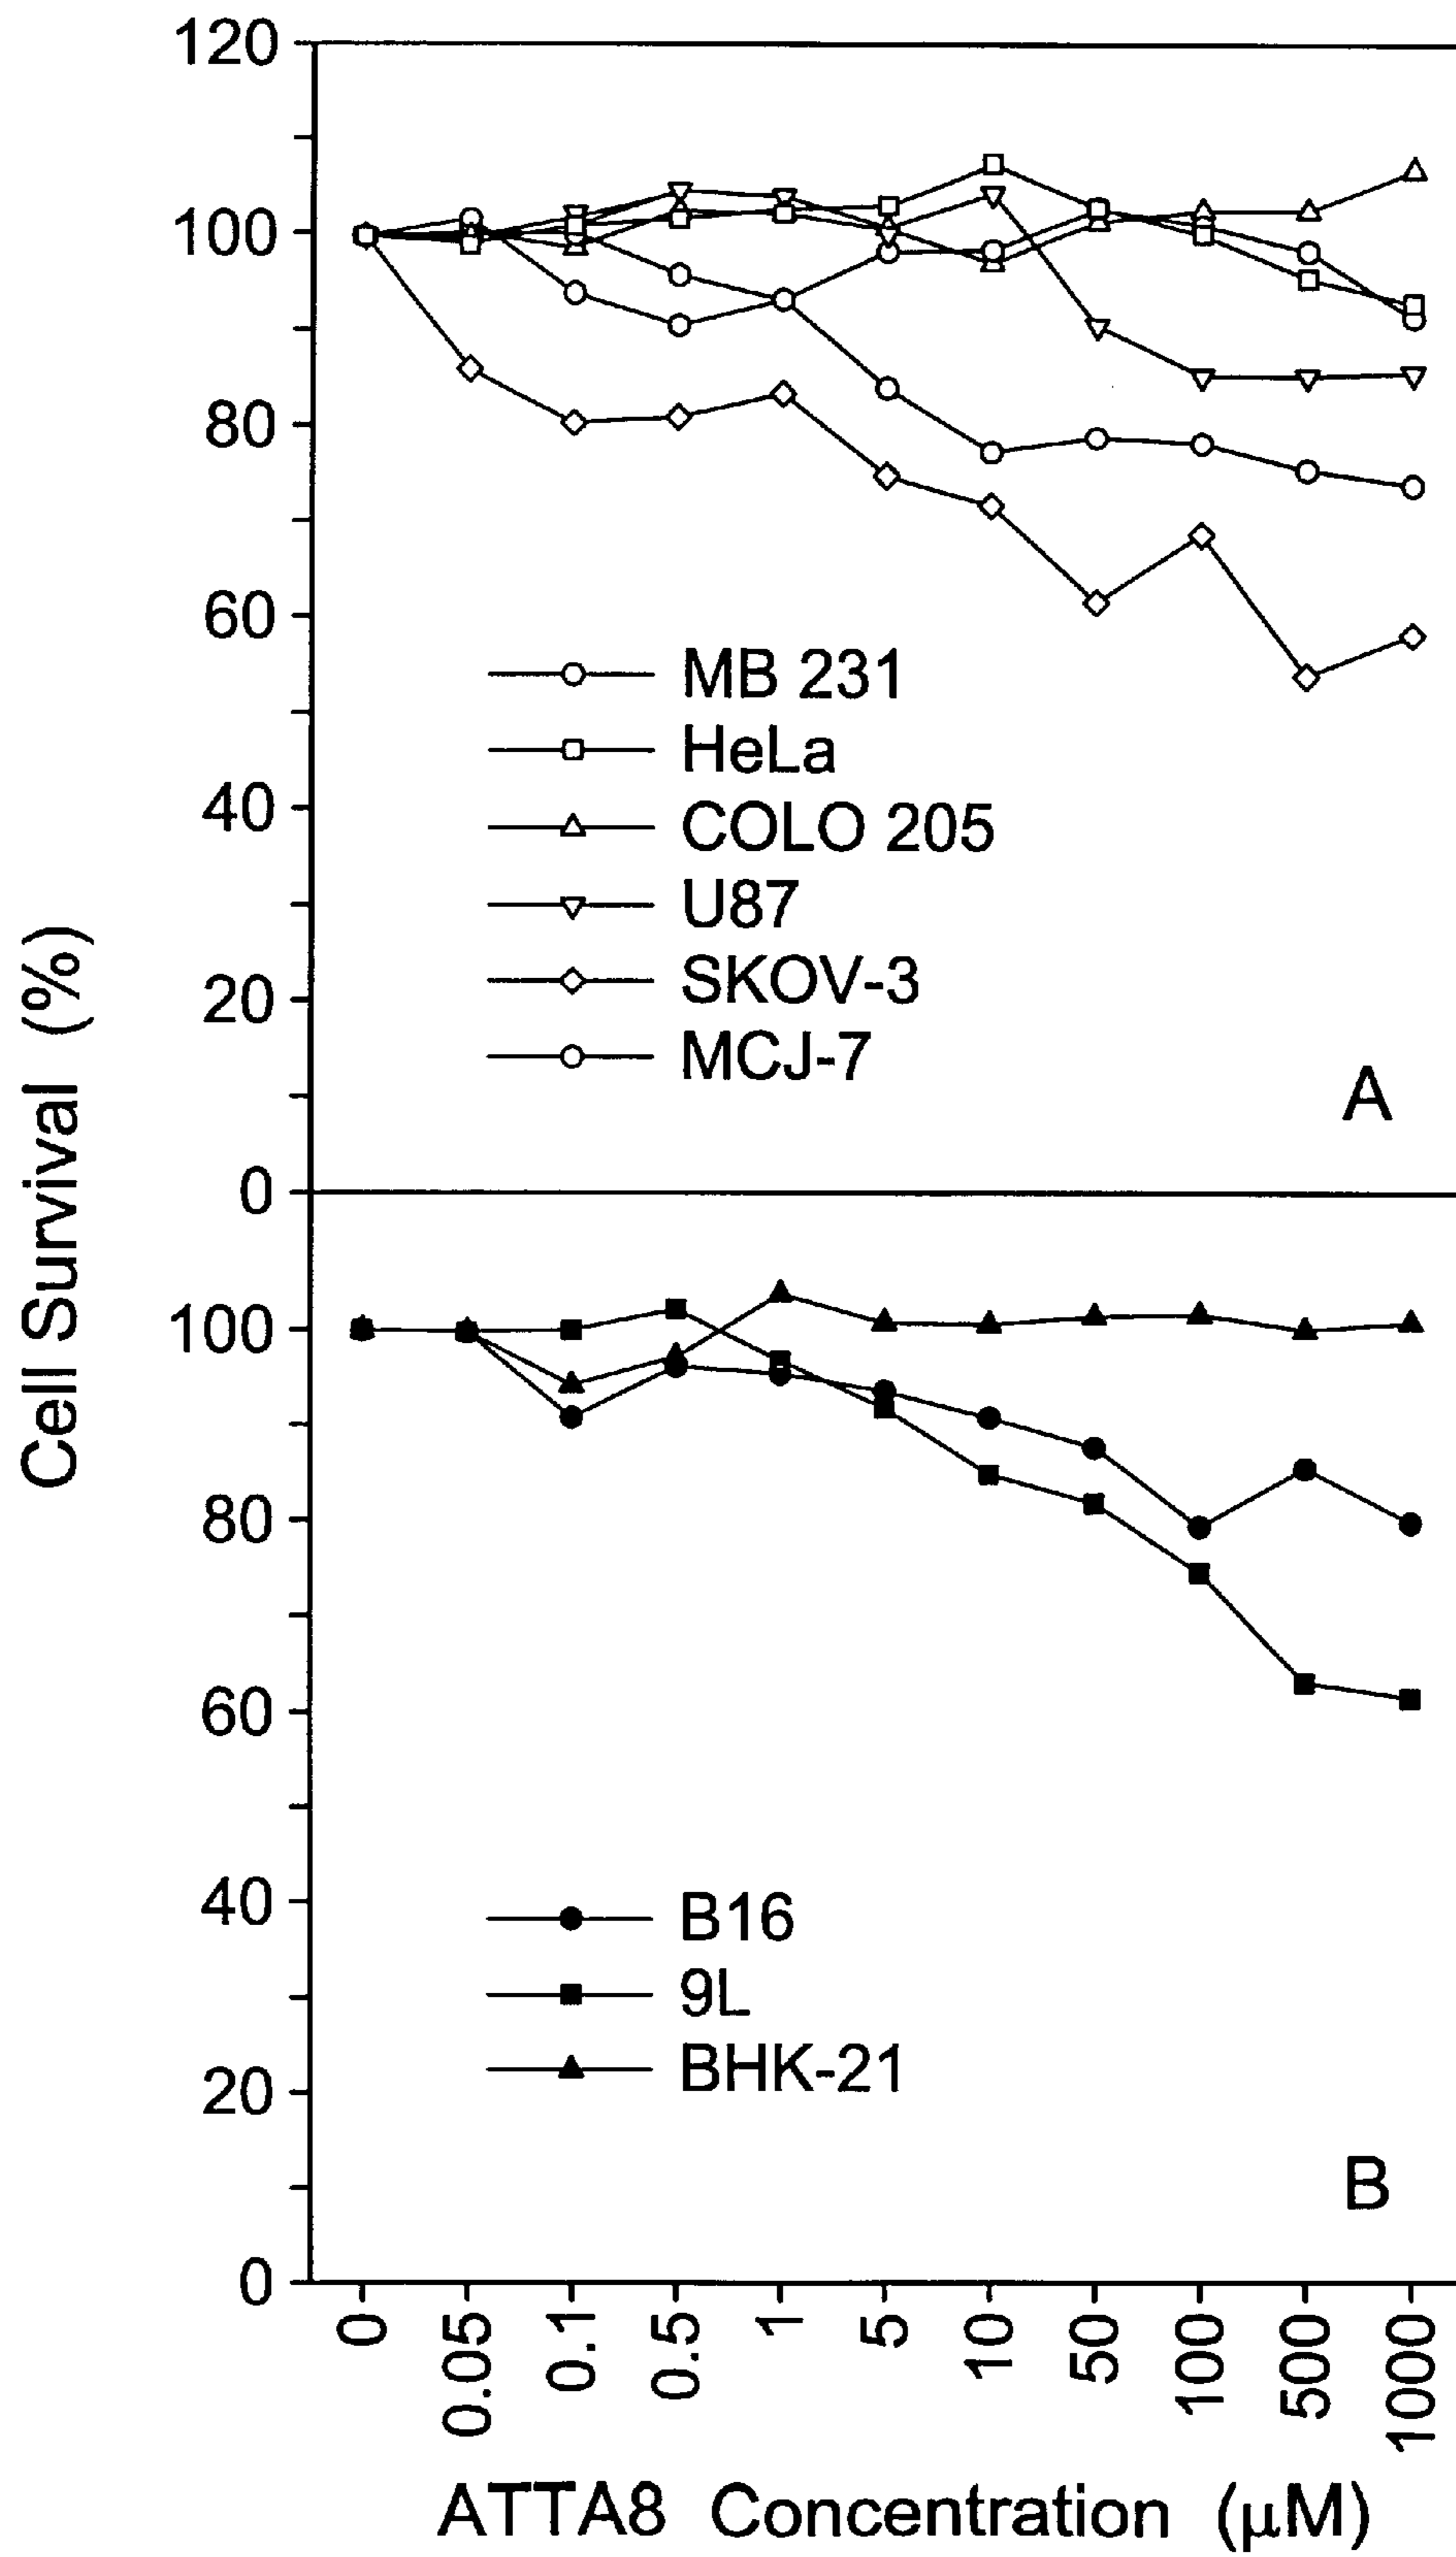 120
100
80
60
40
20
0
MB 231
HeLa
COLO 205
U87
SKOV-3
MCJ-7
A
Cell Survival (%)
100
80
60
40
20
0
B16
9L
BHK-21
B
0 0.05 0.1 0.5 1 5 10 50 100 500 1000
ATTA8 Concentration (μM)